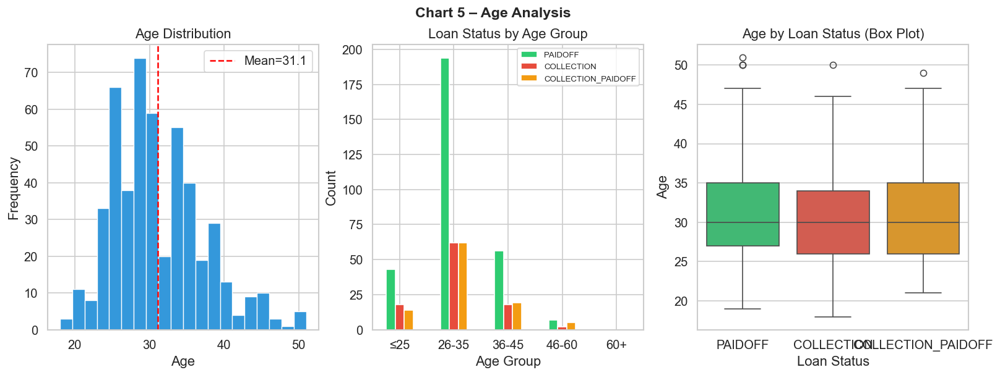 Chart 5 – Age Analysis
Age Distribution
Mean=31.1
Frequency
70
60
50
40
30
20
10
0
20
30
40
50
Age
Loan Status by Age Group
PAIDOFF
COLLECTION
COLLECTION_PAIDOFF
Count
200
175
150
125
100
75
50
25
0
≤25
26-35
36-45
46-60
60+
Age Group
Age by Loan Status (Box Plot)
Age
50
45
40
35
30
25
20
PAIDOFF
COLLECTION
COLLECTION_PAIDOFF
Loan Status